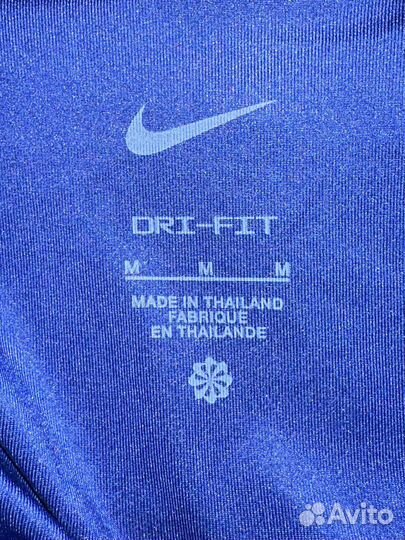 DRI-FIT
M M M
MADE IN THAILAND
FABRIQUE
EN THAILANDE
Avito